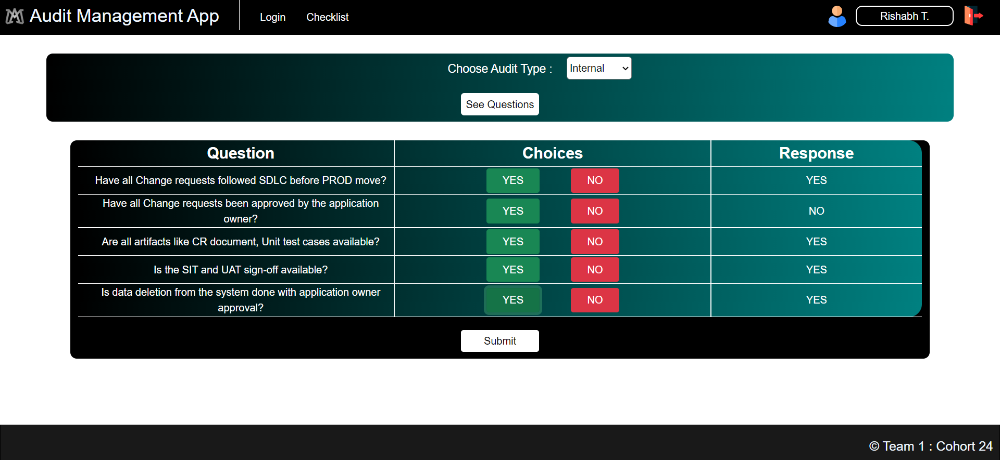 Audit Management App
Login
Checklist
Rishabh T.
Choose Audit Type :
Internal
See Questions
Question
Choices
Response
Have all Change requests followed SDLC before PROD move?
YES
NO
YES
Have all Change requests been approved by the application
owner?
YES
NO
NO
Are all artifacts like CR document, Unit test cases available?
YES
NO
YES
Is the SIT and UAT sign-off available?
YES
NO
YES
Is data deletion from the system done with application owner
approval?
YES
NO
YES
Submit
© Team 1 : Cohort 24